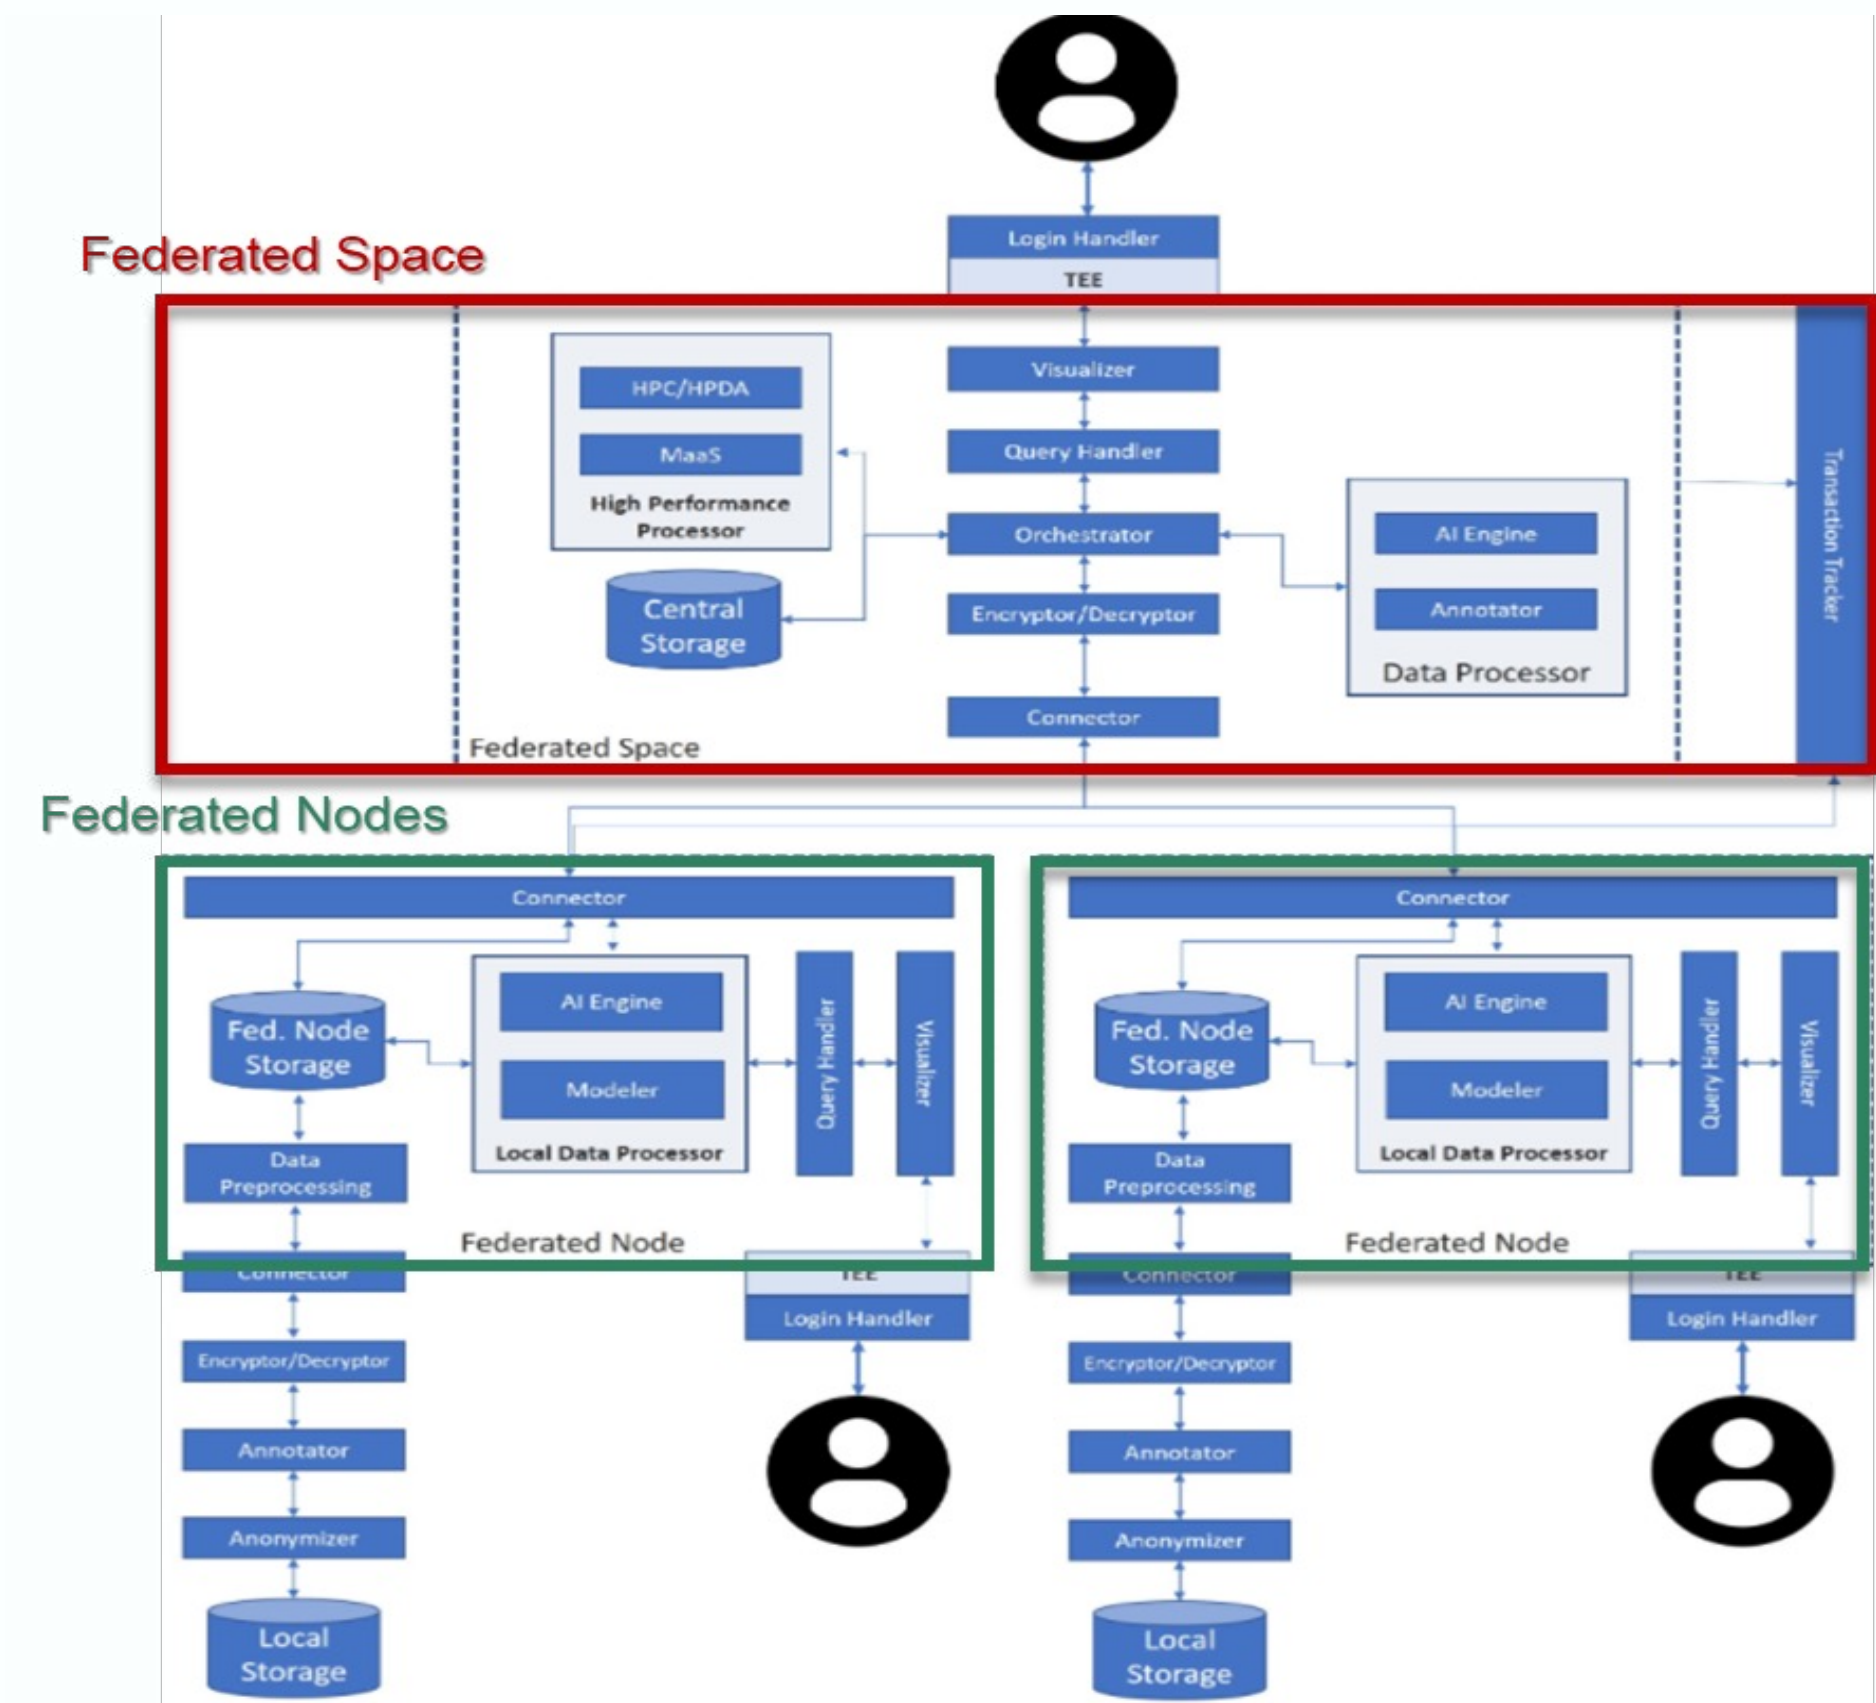 Login Handler
TEE
Federated Space
Visualizer
HPC/HPDA
MaaS
High Performance
Processor
Query Handler
Orchestrator
AI Engine
Annotator
Data Processor
Central
Storage
Encryptor/Decryptor
Connector
Federated Space
Transaction Tracker
Federated Nodes
Connector
Fed. Node
Storage
AI Engine
Modeler
Local Data Processor
Query Handler
Visualizer
Data
Preprocessing
Federated Node
Connector
TEE
Login Handler
Encryptor/Decryptor
Annotator
Anonymizer
Local
Storage
Connector
Fed. Node
Storage
AI Engine
Modeler
Local Data Processor
Query Handler
Visualizer
Data
Preprocessing
Federated Node
Connector
TEE
Login Handler
Encryptor/Decryptor
Annotator
Anonymizer
Local
Storage